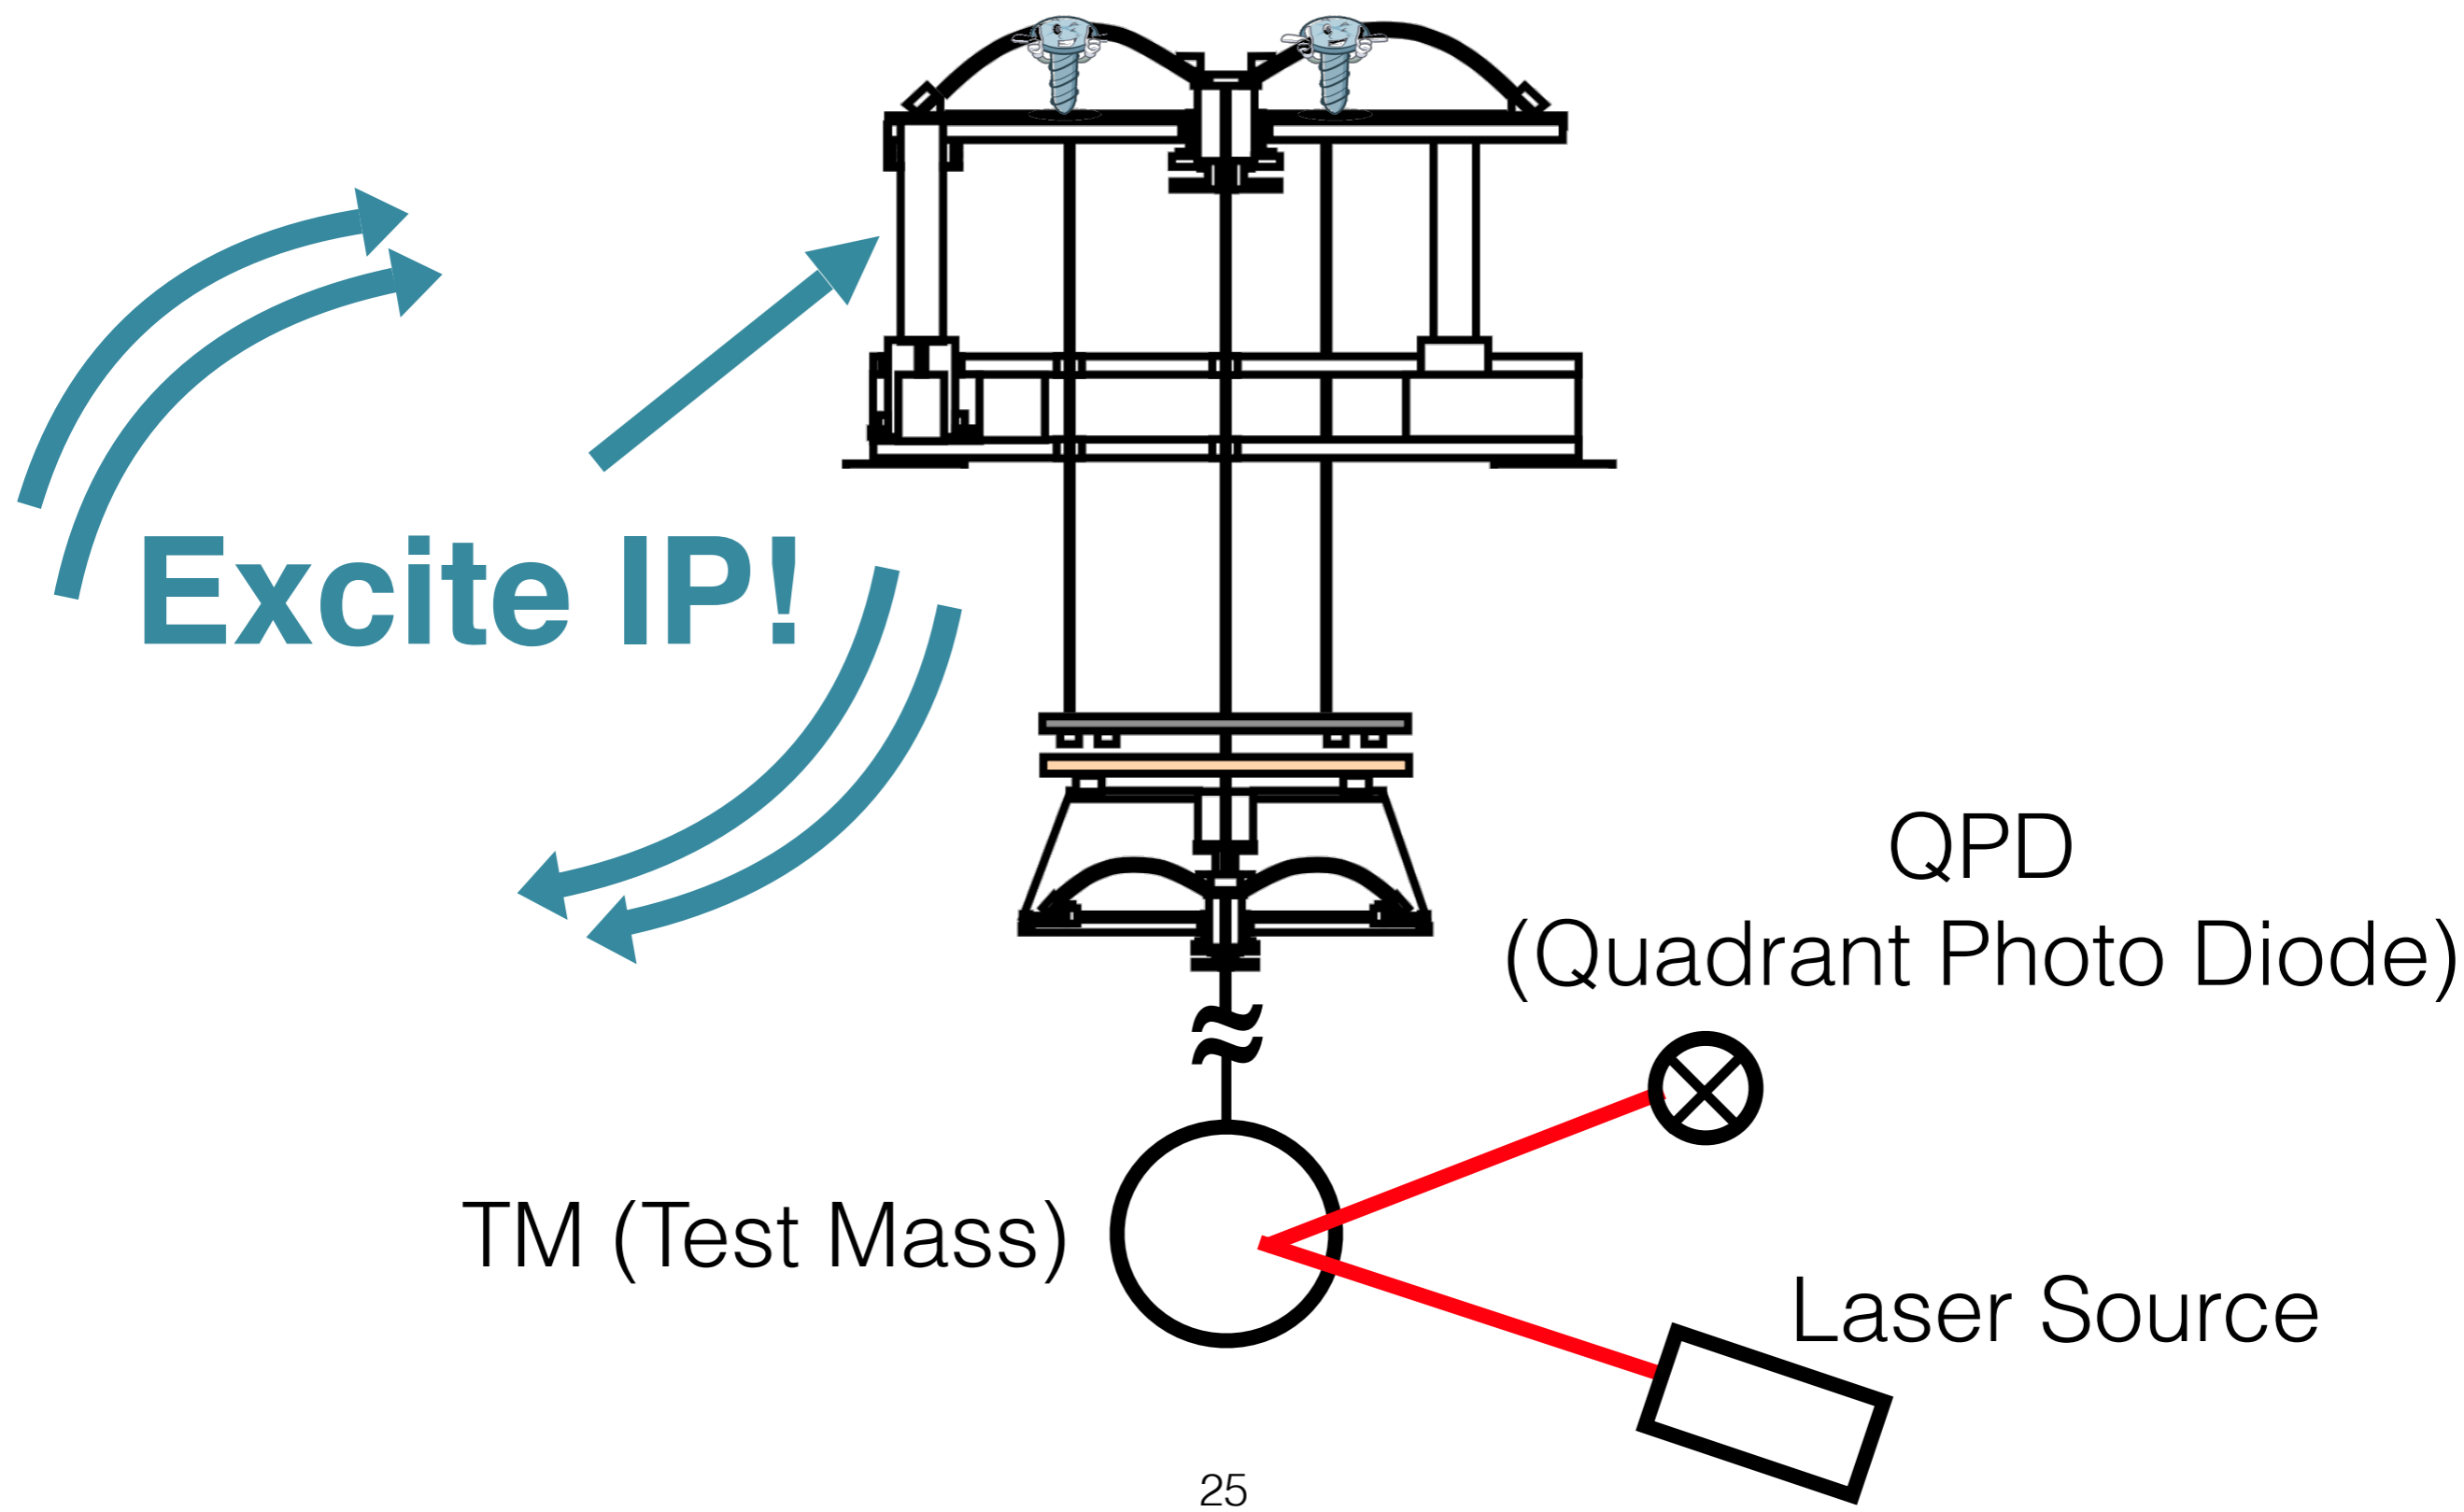 Excite IP!
QPD
(Quadrant Photo Diode)
TM (Test Mass)
Laser Source
25